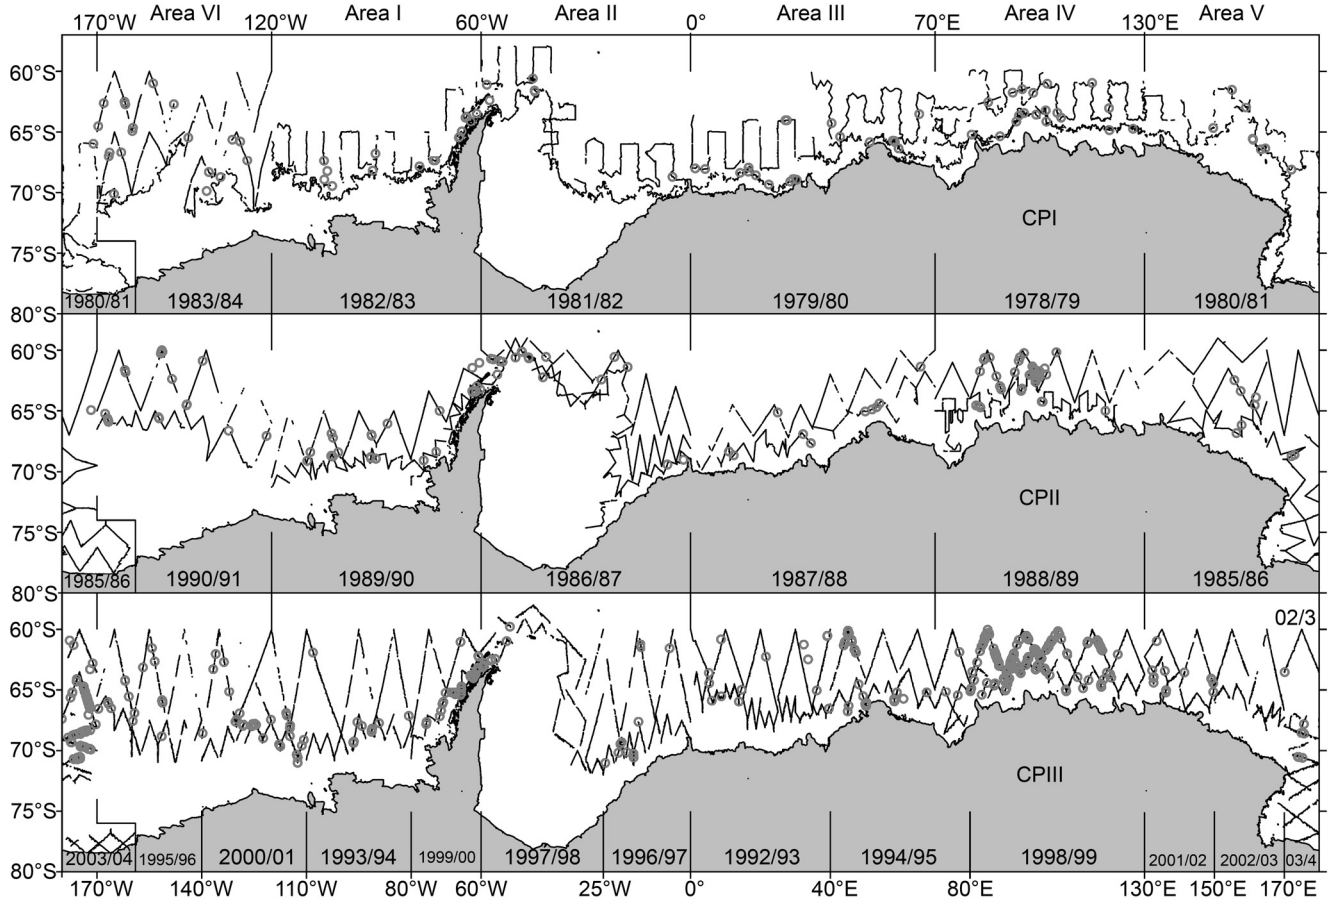 Area VI Area I Area II Area III Area IV Area V
170°W 120°W 60°W 0° 70°E 130°E
60°S
65°S
70°S
CPI
75°S
1980/81 1983/84 1982/83 1981/82 1979/80 1978/79 1980/81
80°S
60°S
65°S
70°S
CPII
75°S
1985/86 1990/91 1989/90 1986/87 1987/88 1988/89 1985/86
80°S
02/3
60°S
65°S
70°S
CPIII
75°S
2003/04 1995/96 2000/01 1993/94 1999/00 1997/98 1996/97 1992/93 1994/95 1998/99 2001/02 2002/03 03/4
80°S
170°W 140°W 110°W 80°W 60°W 25°W 0° 40°E 80°E 130°E 150°E 170°E